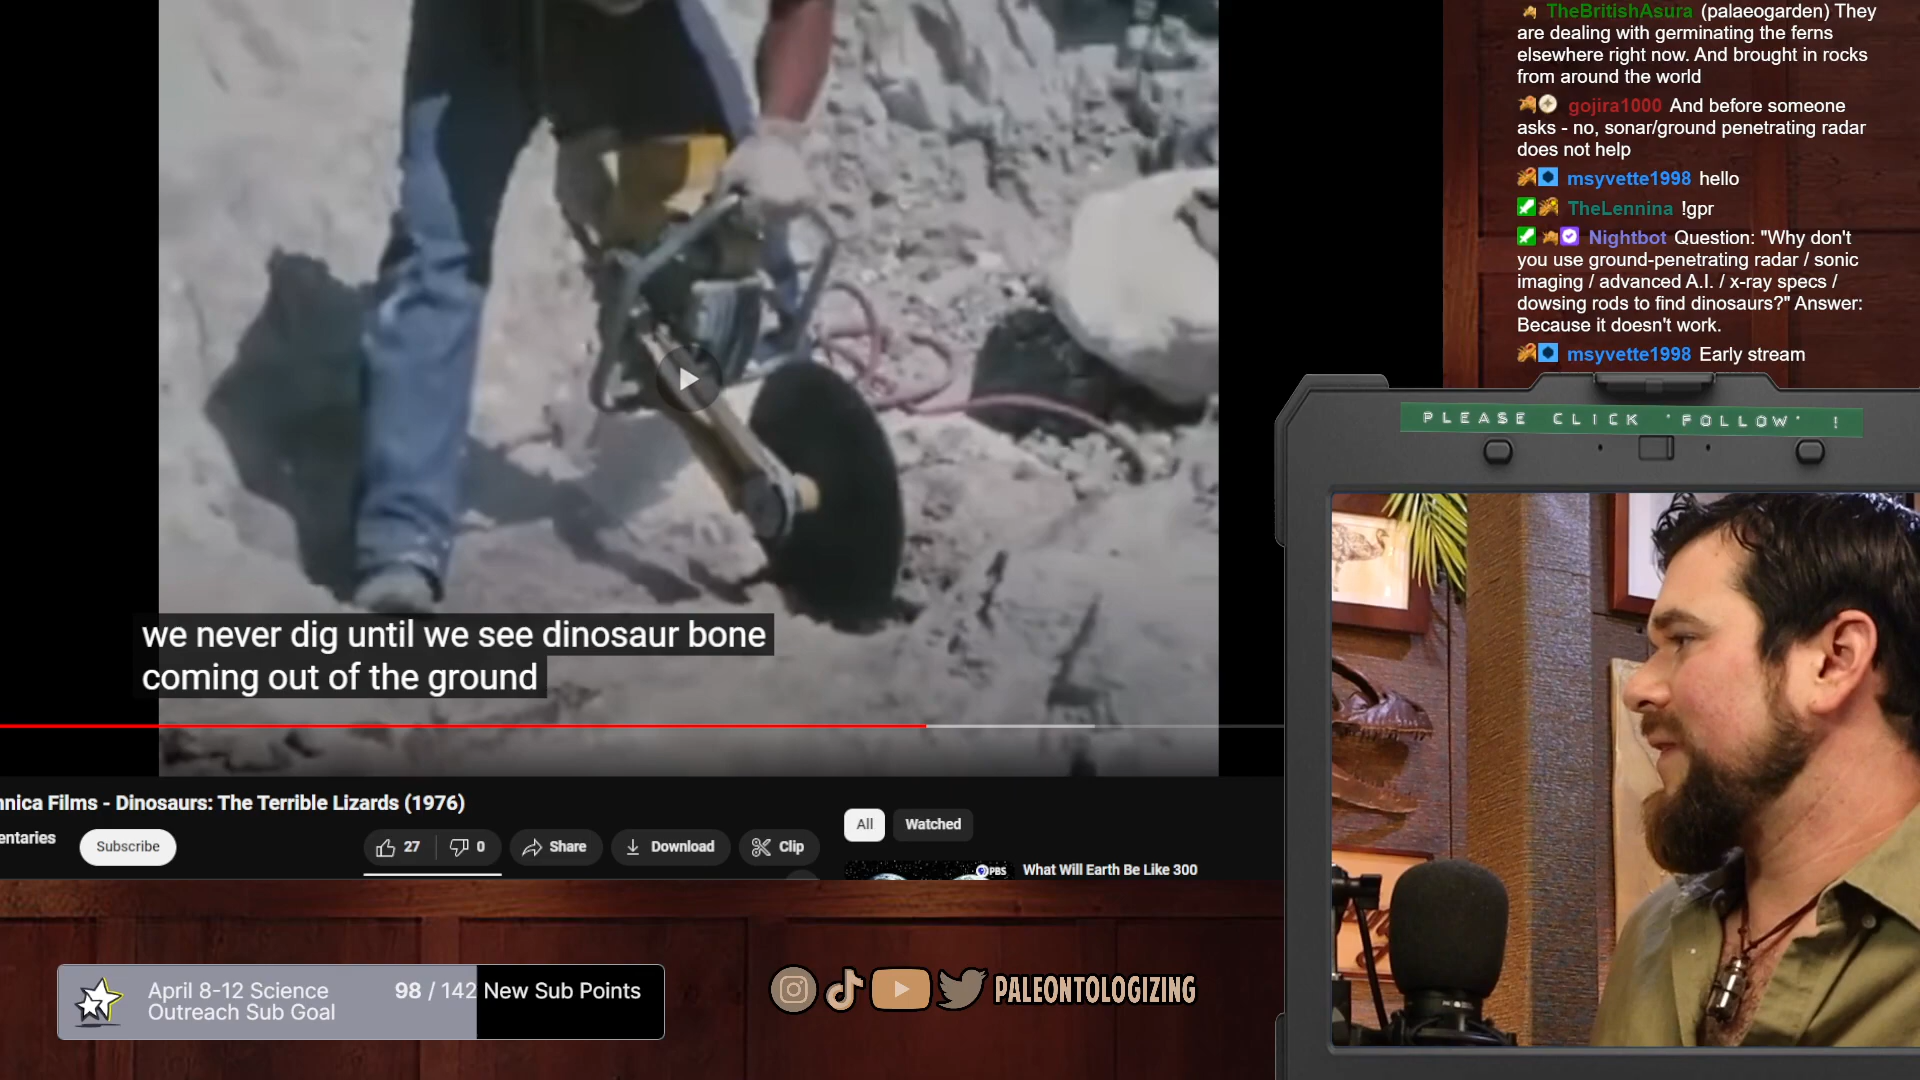 TheBritishAsura (palaeogarden) They
are dealing with germinating the ferns
elsewhere right now. And brought in rocks
from around the world
gojira1000 And before someone
asks - no, sonar/ground penetrating radar
does not help
msyvette1998 hello
TheLennina !gpr
Nightbot Question: "Why don't
you use ground-penetrating radar / sonic
imaging / advanced A.I. / x-ray specs /
dowsing rods to find dinosaurs?" Answer:
Because it doesn't work.
msyvette1998 Early stream
PLEASE CLICK 'FOLLOW' !
we never dig until we see dinosaur bone
coming out of the ground
nnica Films - Dinosaurs: The Terrible Lizards (1976)
entaries
Subscribe
27
0
Share
Download
Clip
All
Watched
PBS
What Will Earth Be Like 300
April 8-12 Science
Outreach Sub Goal
98 / 142 New Sub Points
PALEONTOLOGIZING